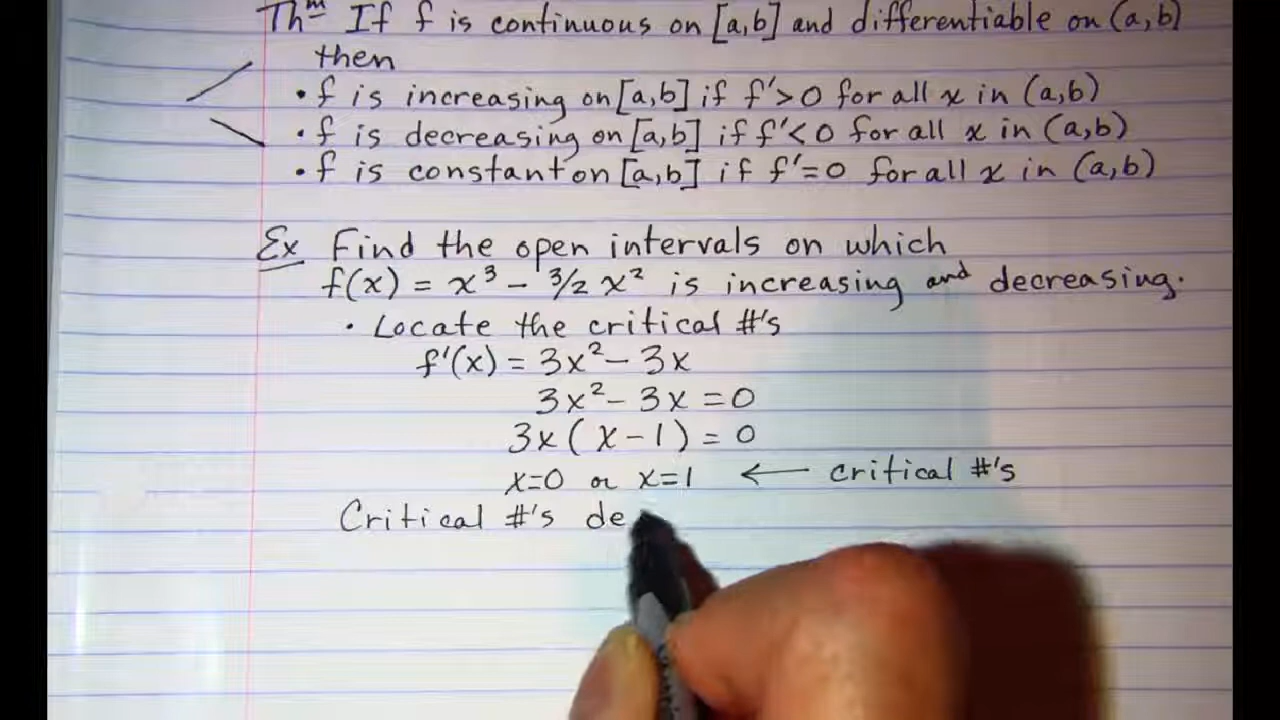 Thm If f is continuous on [a,b] and differentiable on (a,b)
then
• f is increasing on [a,b] if f'>0 for all x in (a,b)
• f is decreasing on [a,b] if f'<0 for all x in (a,b)
• f is constant on [a,b] if f'=0 for all x in (a,b)
Ex Find the open intervals on which
f(x) = x³ - 3/2 x² is increasing and decreasing.
• Locate the critical #'s
f'(x) = 3x² - 3x
3x² - 3x = 0
3x(x-1) = 0
x=0 or x=1 ← critical #'s
Critical #'s de